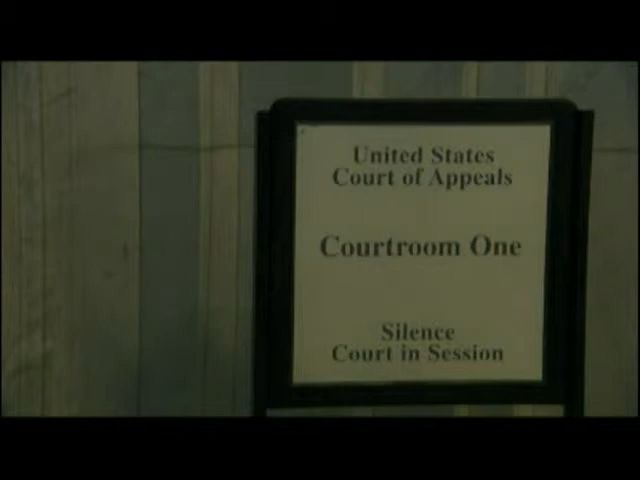 United States
Court of Appeals
Courtroom One
Silence
Court in Session